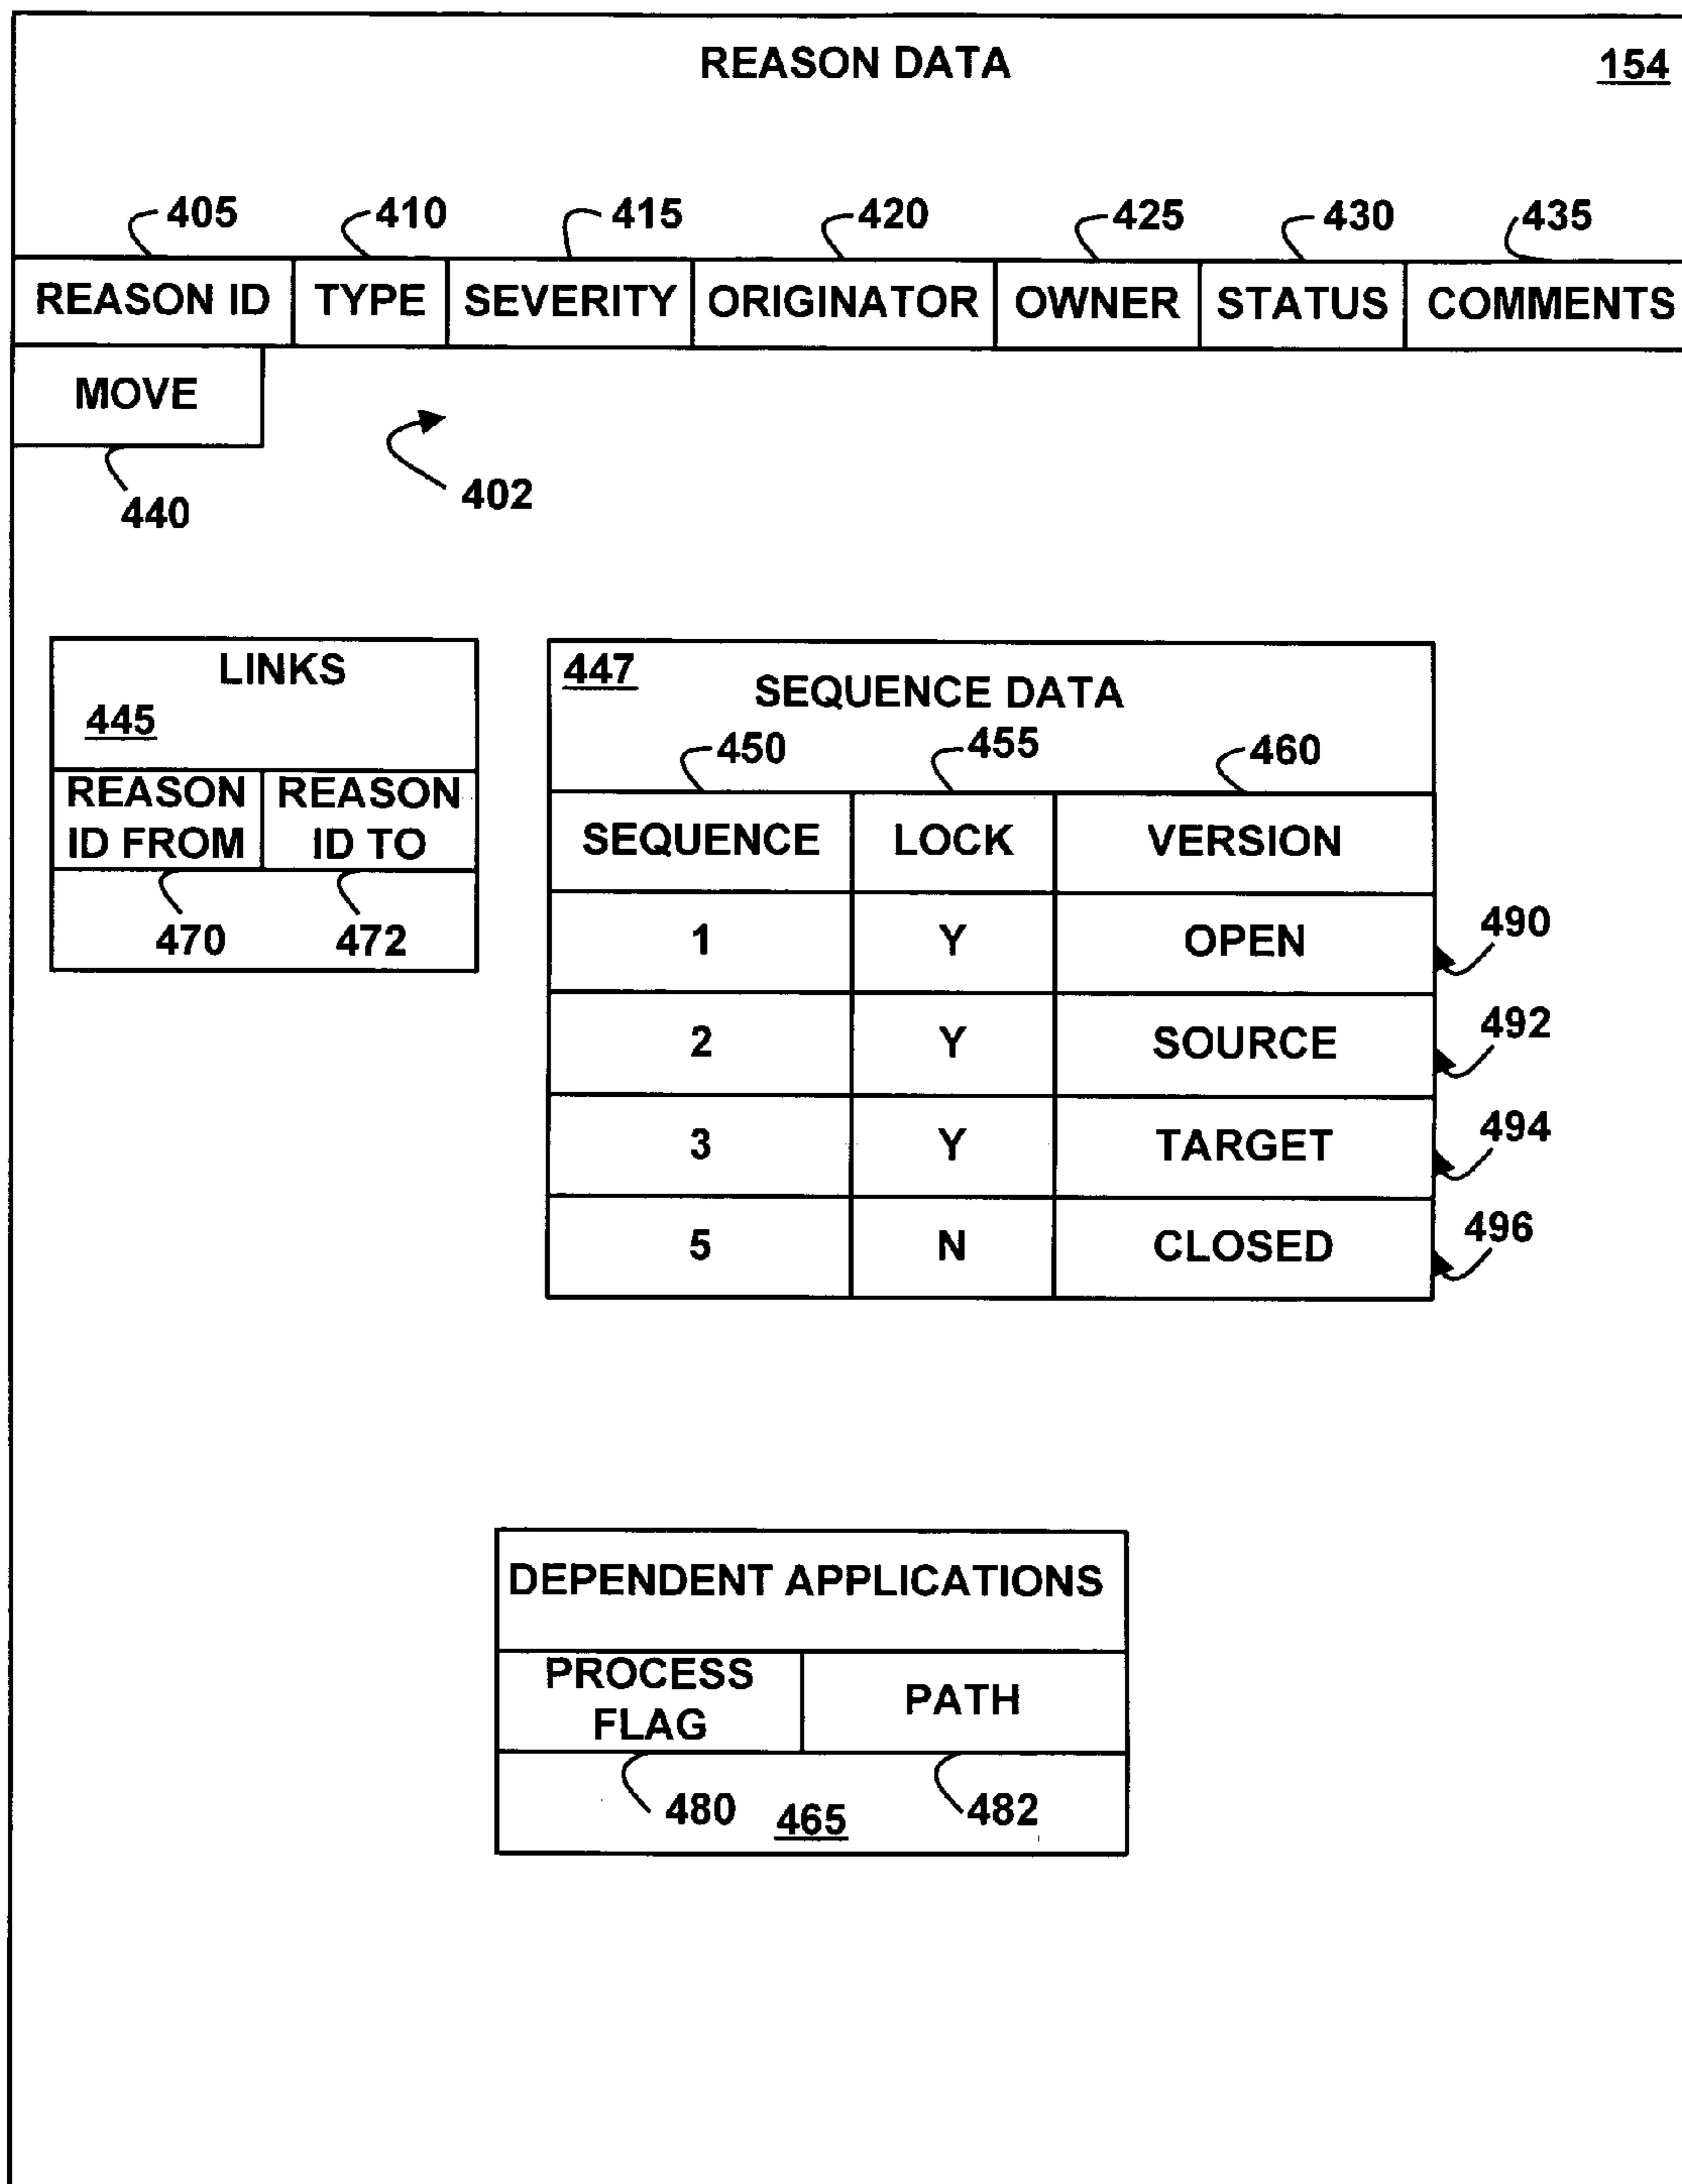 REASON DATA 154
405 410 415 420 425 430 435
REASON ID TYPE SEVERITY ORIGINATOR OWNER STATUS COMMENTS
MOVE
440
402
LINKS
445
REASON ID FROM
REASON ID TO
470 472
447
SEQUENCE DATA
450 455 460
SEQUENCE LOCK VERSION
1 Y OPEN 490
2 Y SOURCE 492
3 Y TARGET 494
5 N CLOSED 496
DEPENDENT APPLICATIONS
PROCESS
FLAG
PATH
480 465 482